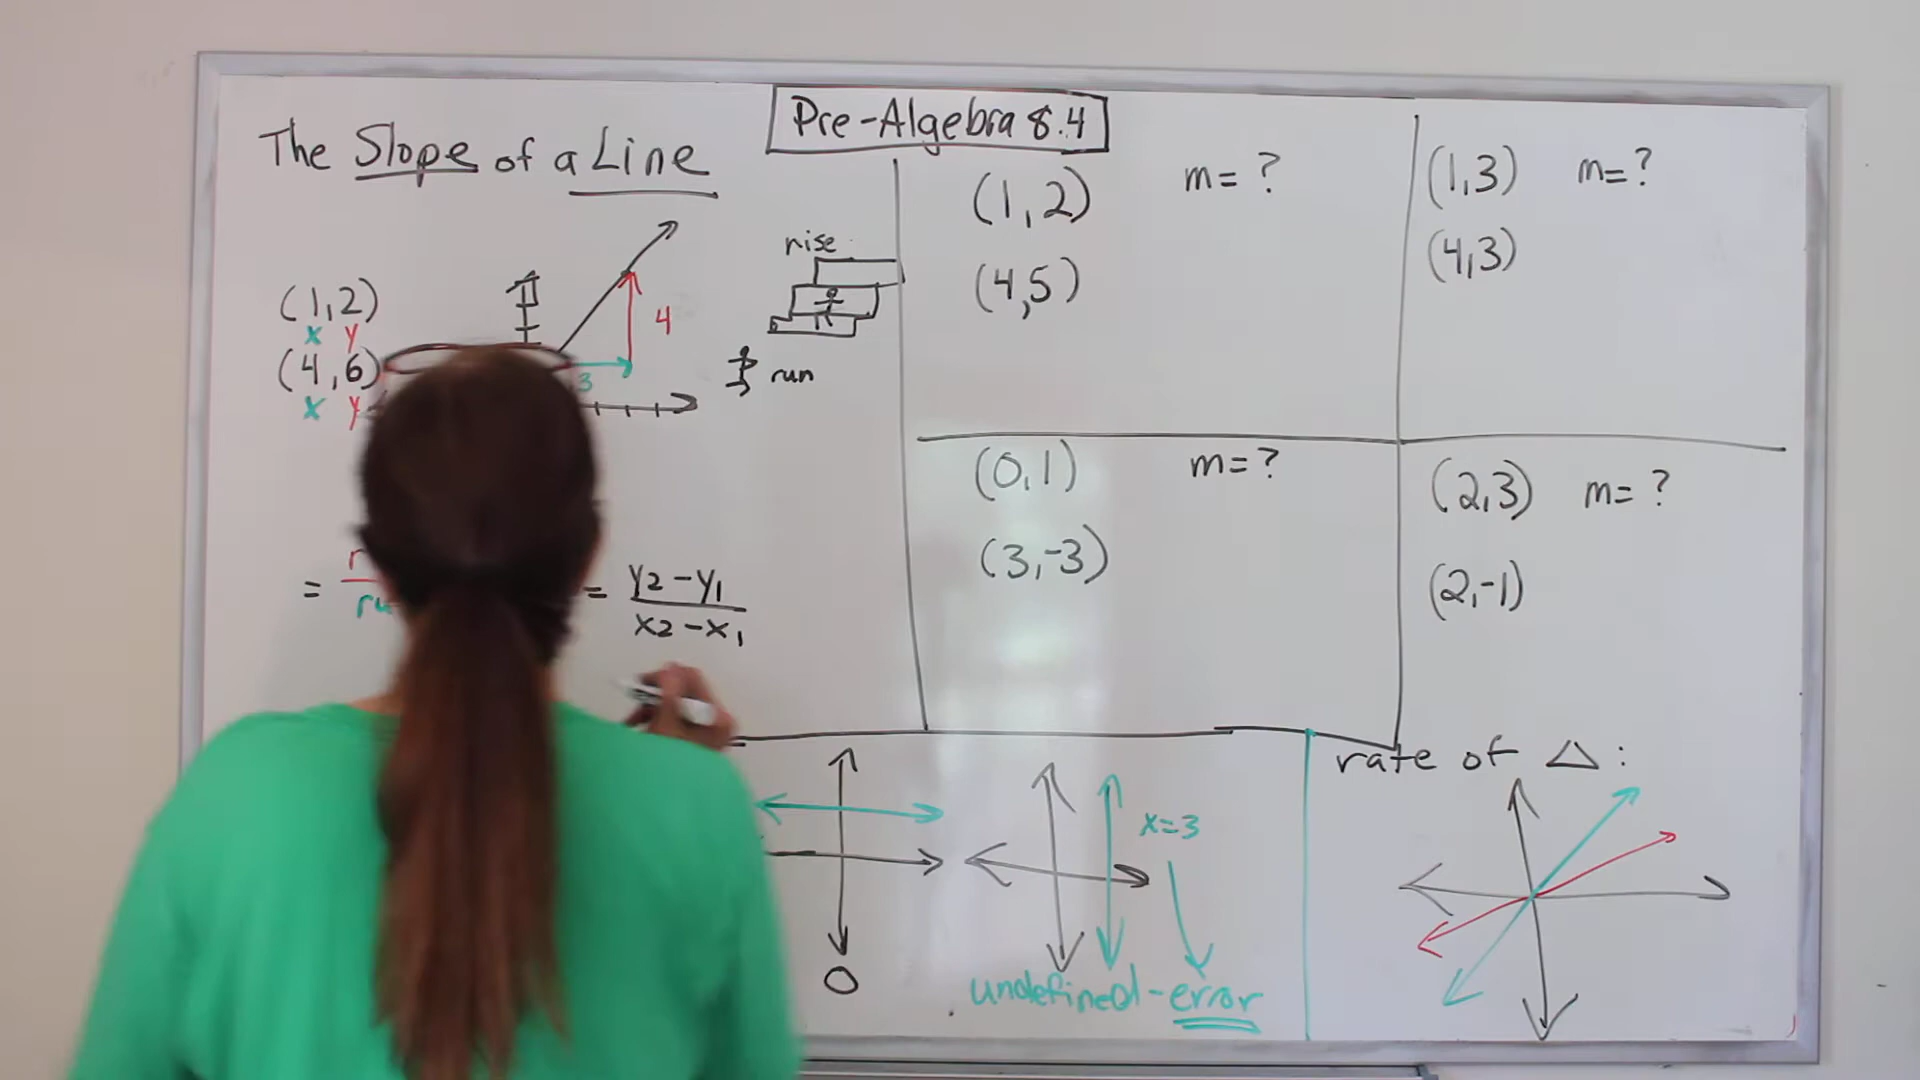 Pre-Algebra 8.4
The Slope of a Line
(1,2)
x y
(4,6)
x y
3
4
rise
run
=
= y₂-y₁
x₂-x₁
(1,2) m=?
(4,5)
(1,3) m=?
(4,3)
(0,1) m=?
(3,-3)
(2,3) m=?
(2,-1)
0
x=3
undefined-error
rate of △: